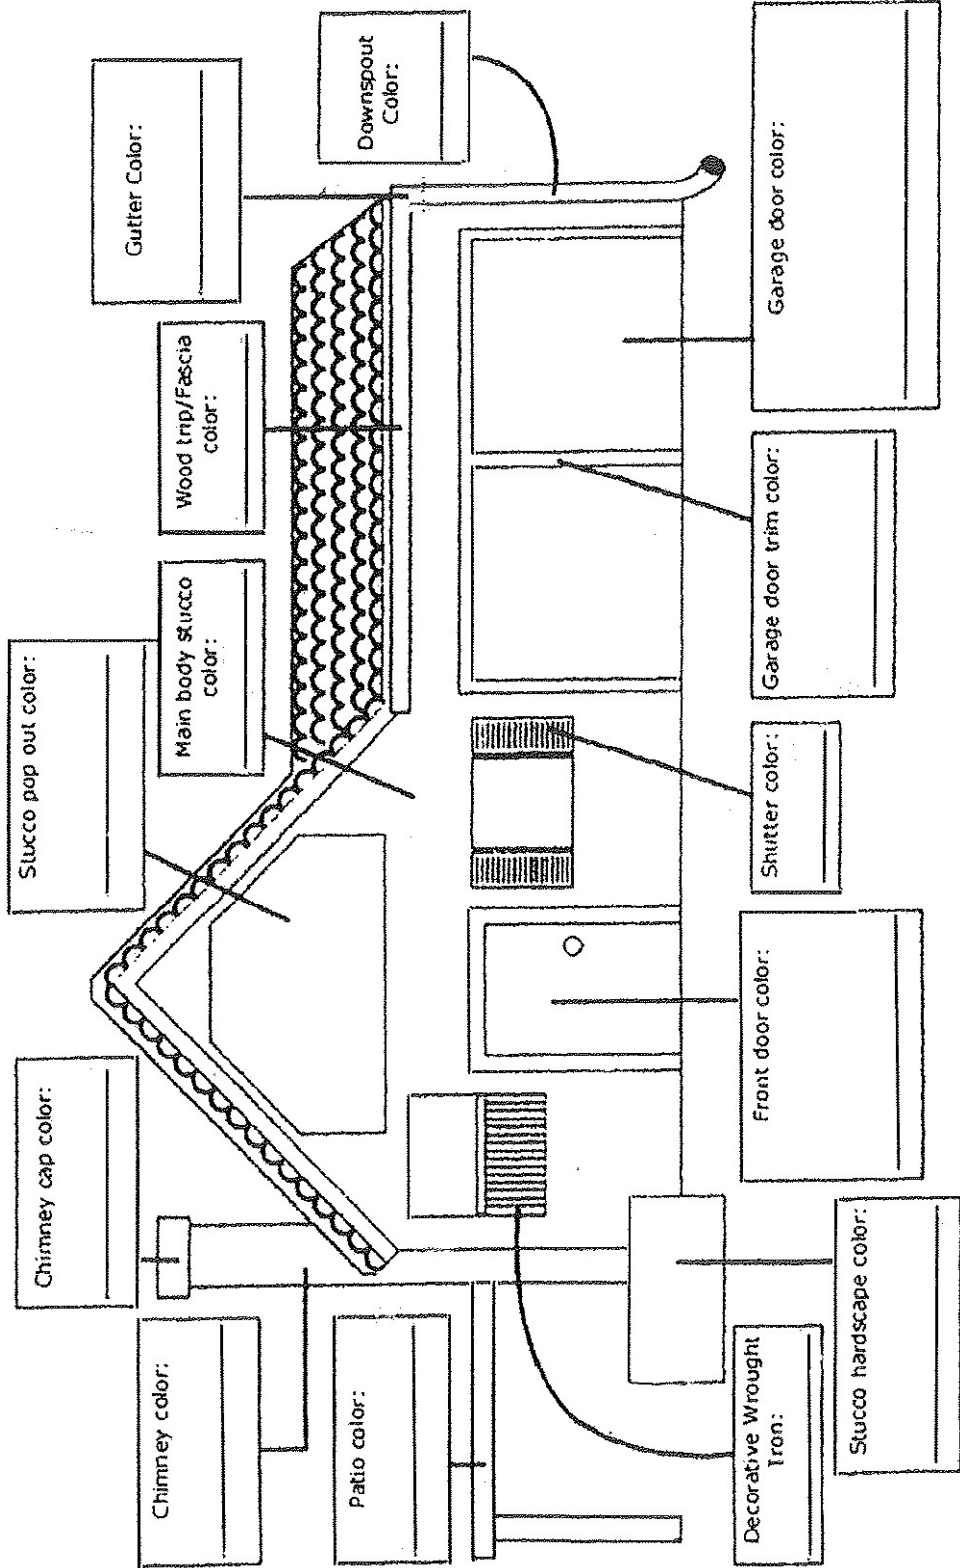 Stucco pop out color:
Chimney cap color:
Gutter Color:
Chimney color:
Main body stucco
color:
Wood trip/Fascia
color:
Downspout
Color:
Patio color:
Decorative Wrought
Iron:
Stucco hardscape color:
Front door color:
Shutter color:
Garage door trim color:
Garage door color: